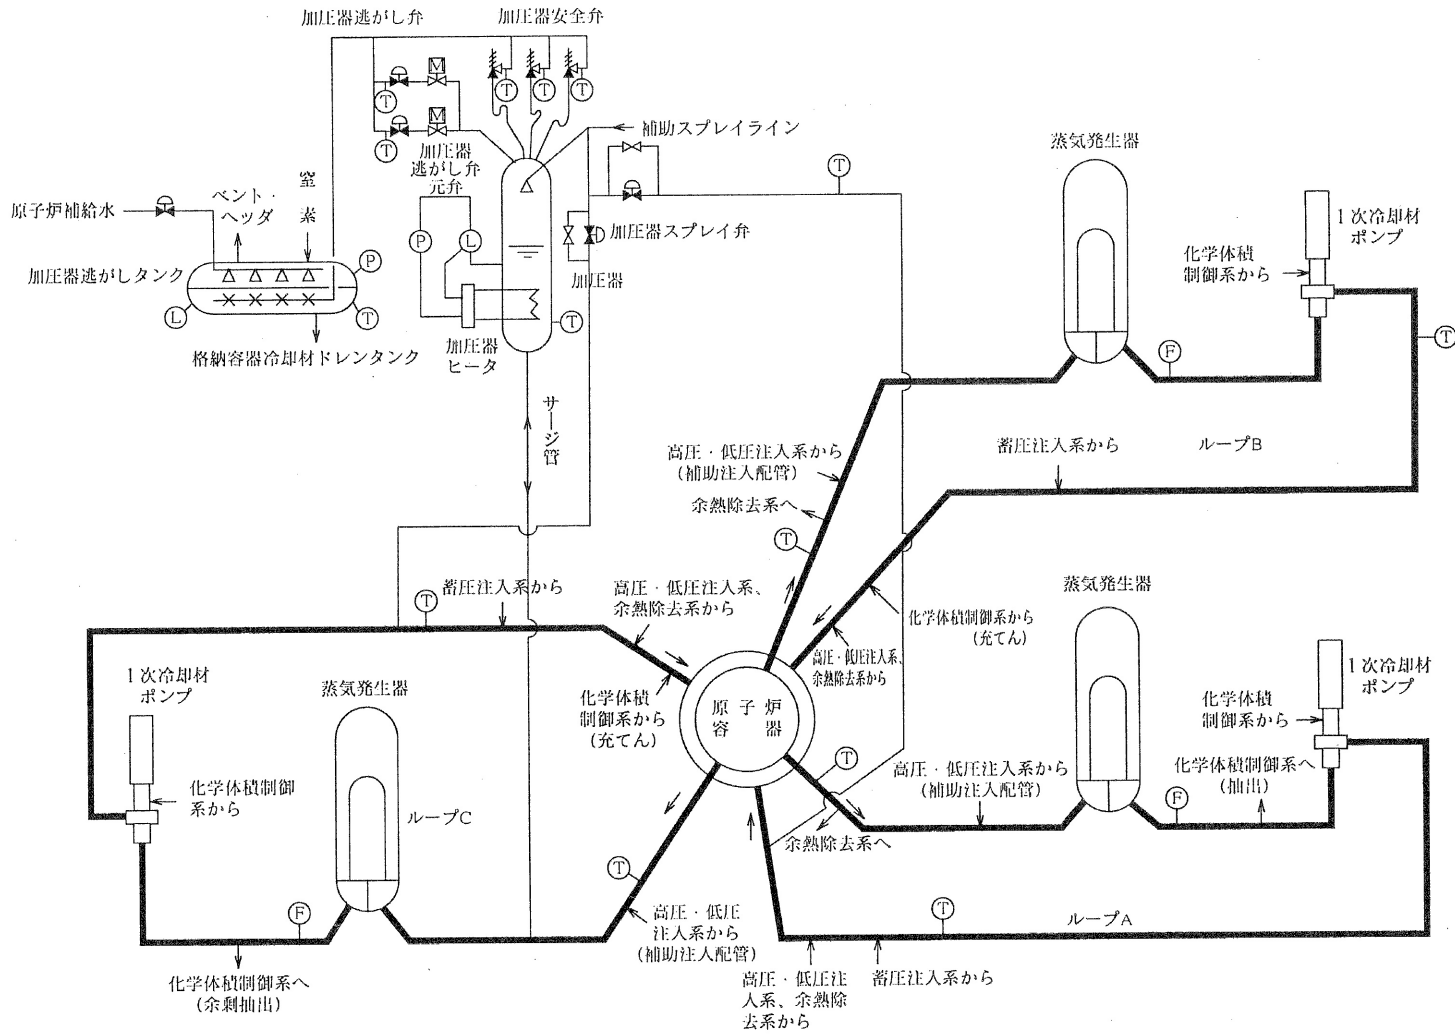 加圧器逃がし弁
加圧器安全弁
M
T
T
T
T
M
T
加圧器
逃がし弁
元弁
補助スプレイライン
T
蒸気発生器
窒素
ベント・
ヘッダ
原子炉補給水
1次冷却材
ポンプ
P
L
加圧器スプレイ弁
化学体積
制御系から
加圧器逃がしタンク
P
加圧器
L
T
T
T
格納容器冷却材ドレンタンク
加圧器
ヒータ
F
サージ管
高圧・低圧注入系から
(補助注入配管)
蓄圧注入系から
ループB
余熱除去系へ
T
蓄圧注入系から
T
高圧・低圧注入系、
余熱除去系から
蒸気発生器
化学体積制御系から
(充てん)
高圧・低圧注入系、
余熱除去系から
1次冷却材
ポンプ
蒸気発生器
化学体積
制御系から
(充てん)
原子炉
容器
化学体積
制御系から
1次冷却材
ポンプ
T
高圧・低圧注入系から
(補助注入配管)
化学体積制御系へ
(抽出)
化学体積制御
系から
ループC
F
余熱除去系へ
T
F
高圧・低圧
注入系から
(補助注入配管)
T
ループA
化学体積制御系へ
(余剰抽出)
高圧・低圧注
入系、余熱除
去系から
蓄圧注入系から